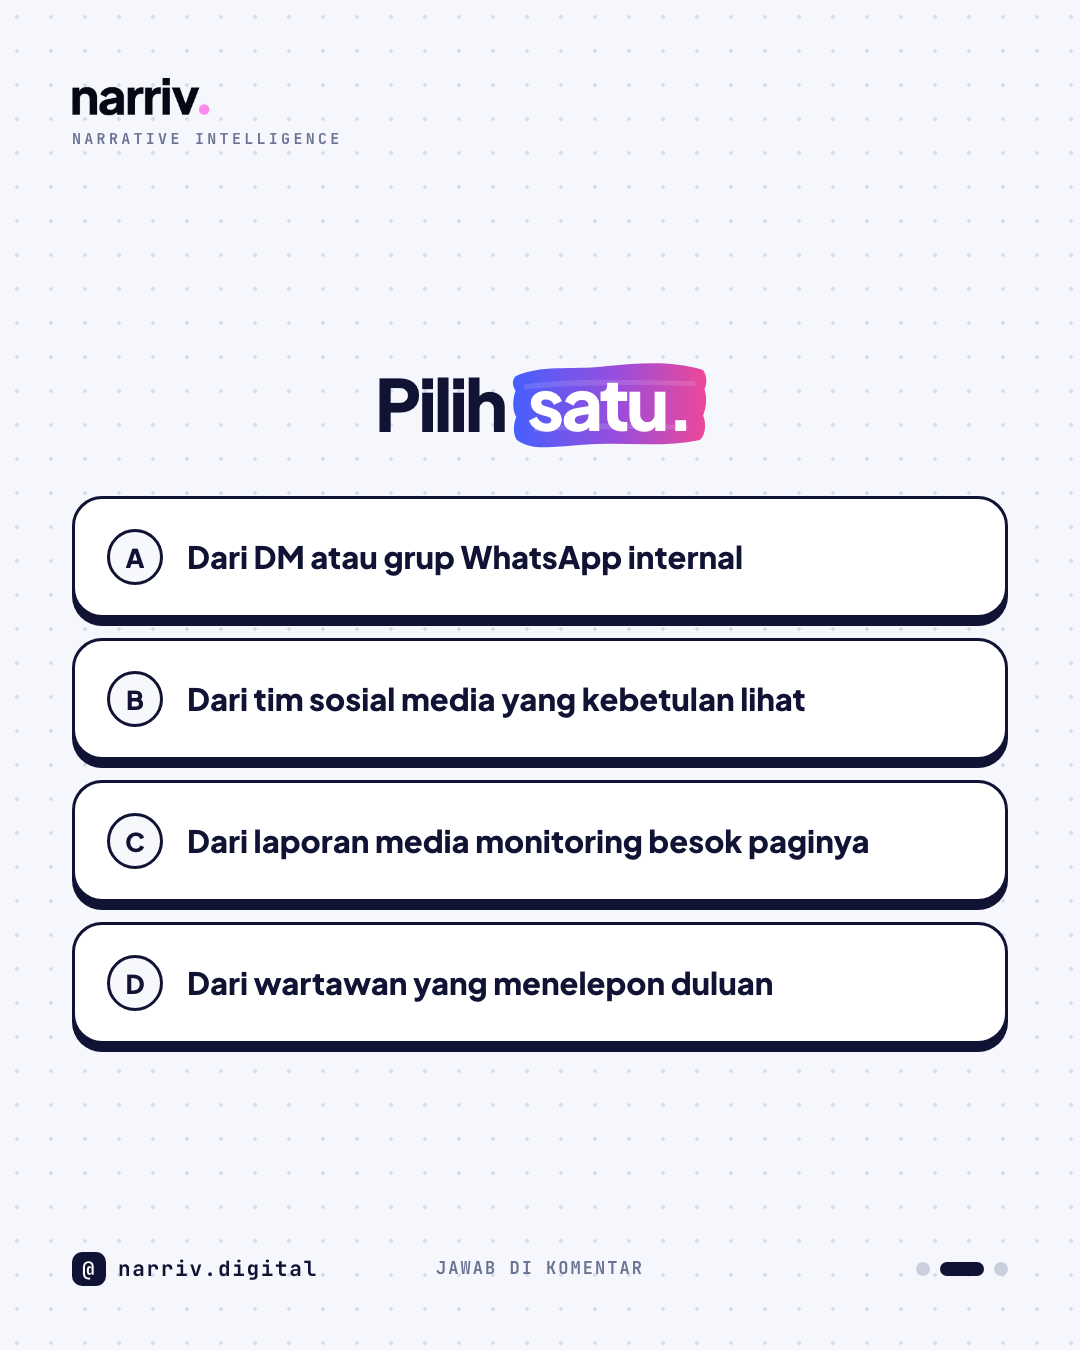 narriv.
NARRATIVE INTELLIGENCE
Pilih satu.
A Dari DM atau grup WhatsApp internal
B Dari tim sosial media yang kebetulan lihat
C Dari laporan media monitoring besok paginya
D Dari wartawan yang menelepon duluan
@ narriv.digital
JAWAB DI KOMENTAR